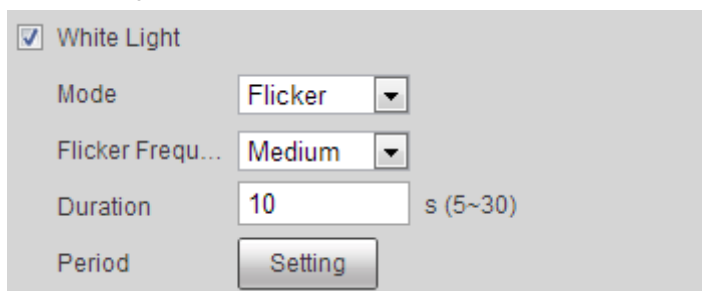 White Light
Mode Flicker
Flicker Frequ... Medium
Duration 10 s (5~30)
Period Setting